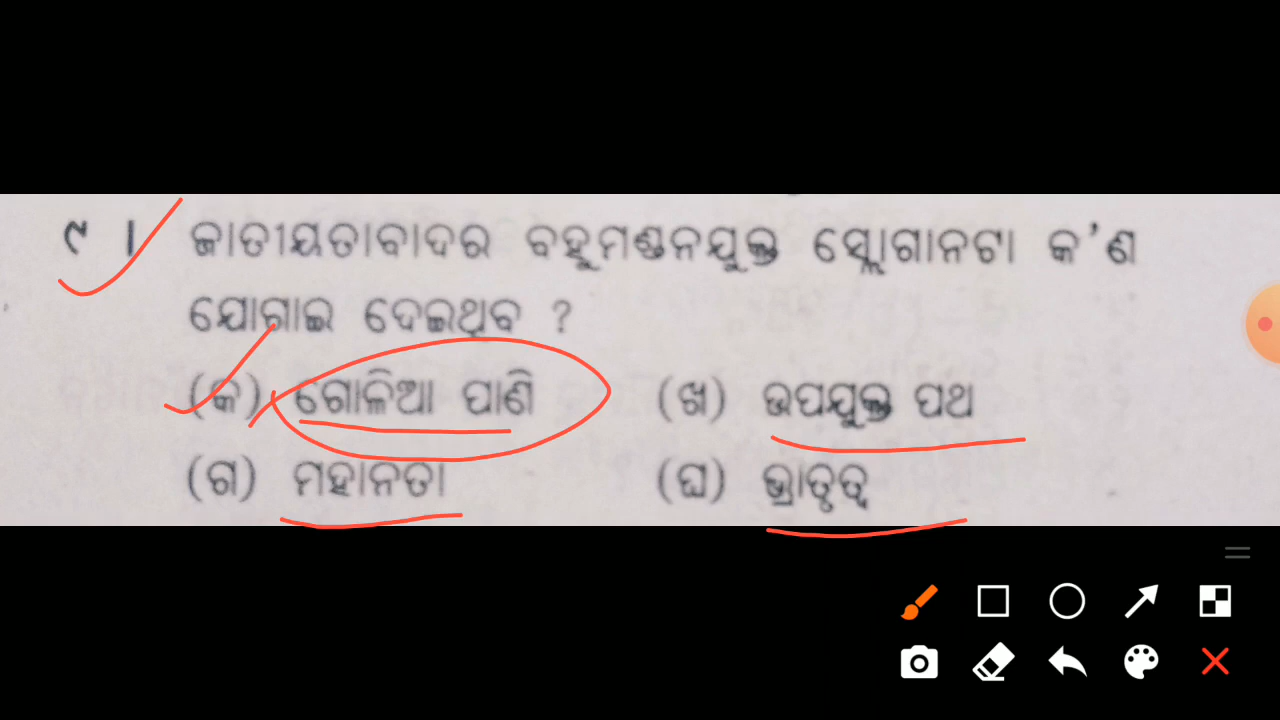 ୯ । ଜାତୀୟତାବାଦର ବହୁମଣ୍ଡନଯୁକ୍ତ ସ୍ଲୋଗାନଟା କ'ଣ
ଯୋଗାଇ ଦେଇଥିବ ?
(କ) ଗୋଳିଆ ପାଣି (ଖ) ଉପଯୁକ୍ତ ପଥ
(ଗ) ମହାନତା (ଘ) ଭ୍ରାତୃତ୍ୱ